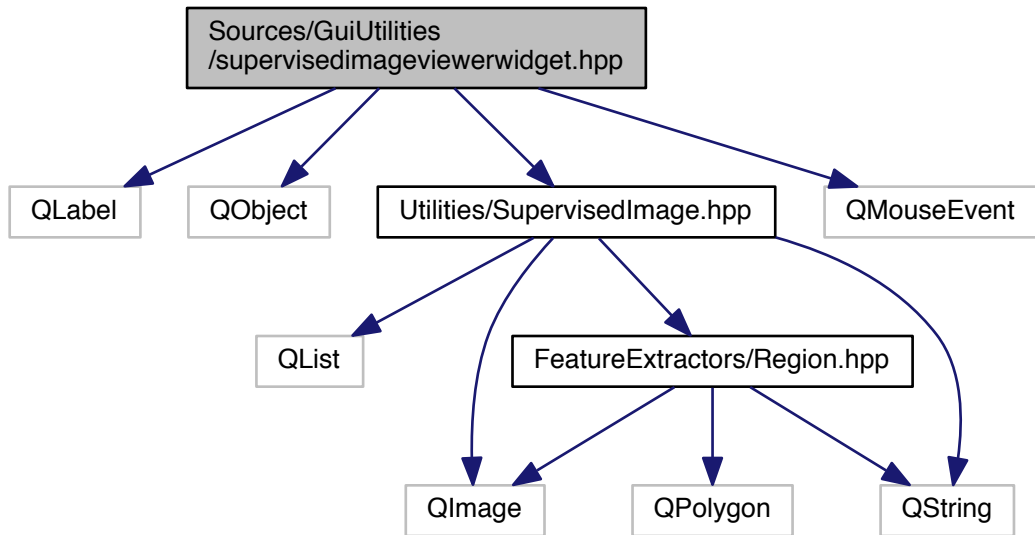 Sources/GuiUtilities
/supervisedimageviewerwidget.hpp
QLabel
QObject
Utilities/SupervisedImage.hpp
QMouseEvent
QList
FeatureExtractors/Region.hpp
QImage
QPolygon
QString